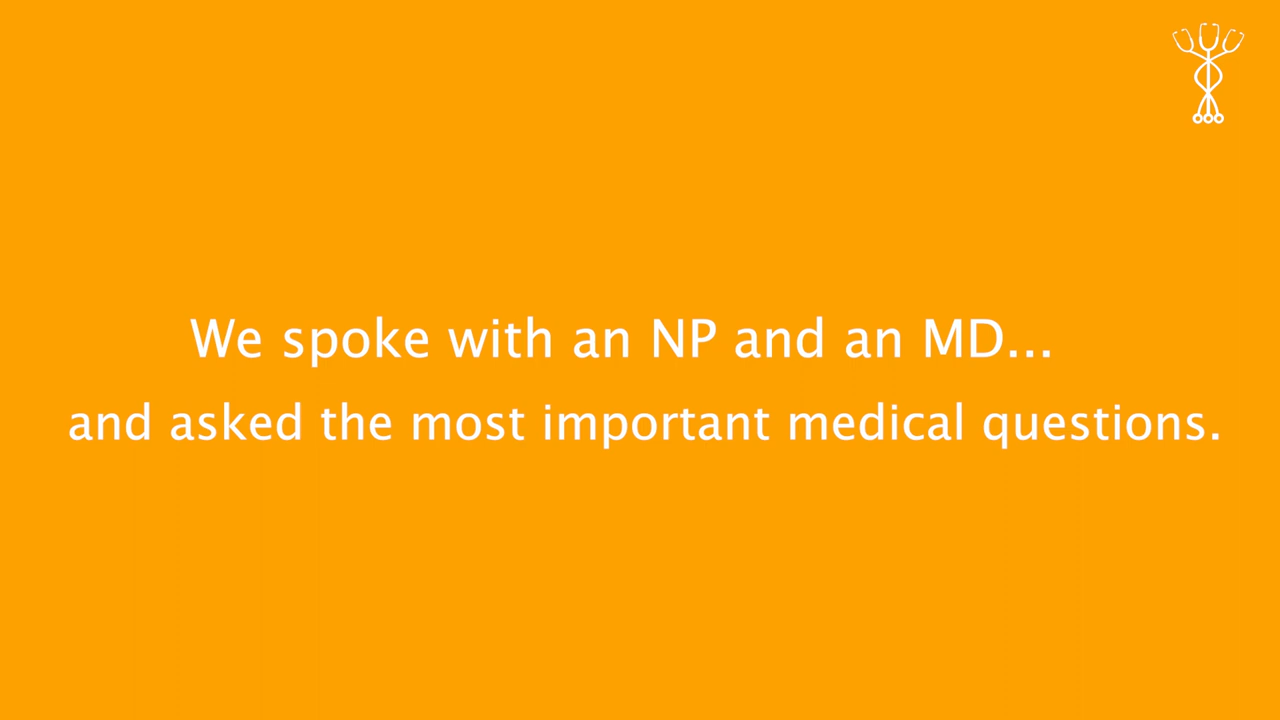 We spoke with an NP and an MD...
and asked the most important medical questions.